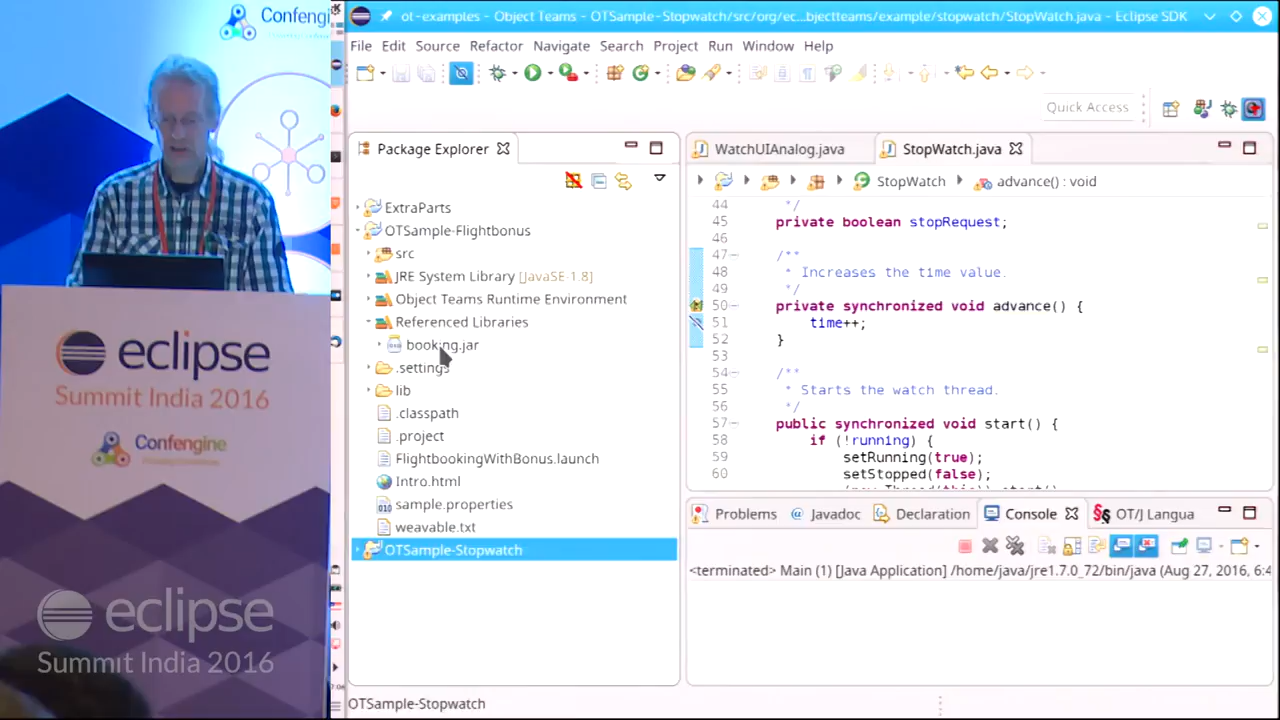 Confengine
eclipse
Summit India 2016
Confengine
eclipse
Summit India 2016
ot-examples - Object Teams - OTSample-Stopwatch/src/org/ec...bjectteams/example/stopwatch/StopWatch.java - Eclipse SDK
File Edit Source Refactor Navigate Search Project Run Window Help
Quick Access
Package Explorer
ExtraParts
OTSample-Flightbonus
src
JRE System Library [JavaSE-1.8]
Object Teams Runtime Environment
Referenced Libraries
booking.jar
.settings
lib
.classpath
.project
FlightbookingWithBonus.launch
Intro.html
sample.properties
weavable.txt
OTSample-Stopwatch
WatchUIAnalog.java StopWatch.java
StopWatch advance() : void
44 */
45 private boolean stopRequest;
46
47 /**
48 * Increases the time value.
49 */
50 private synchronized void advance() {
51 time++;
52 }
53
54 /**
55 * Starts the watch thread.
56 */
57 public synchronized void start() {
58 if (!running) {
59 setRunning(true);
60 setStopped(false);
Problems Javadoc Declaration Console OT/J Langua
<terminated> Main (1) [Java Application] /home/java/jre1.7.0_72/bin/java (Aug 27, 2016, 6:4
OTSample-Stopwatch